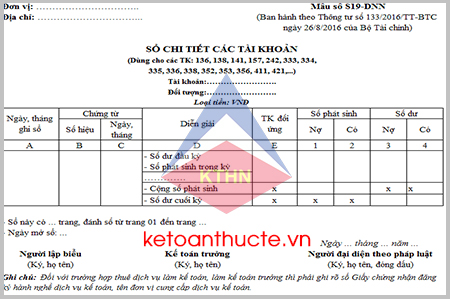 Đơn vị: ........................
Địa chỉ: ........................
Mẫu số S19-DNN
(Ban hành theo Thông tư số 133/2016/TT-BTC
ngày 26/8/2016 của Bộ Tài chính)
SỔ CHI TIẾT CÁC TÀI KHOẢN
(Dùng cho các TK: 136, 138, 141, 157, 242, 333, 334,
335, 336, 338, 352, 353, 356, 411, 421,...)
Tài khoản:........................
Đối tượng:........................
Loại tiền: VNĐ
Ngày, tháng ghi sổ Chứng từ Diễn giải TK đối ứng Số phát sinh Số dư
Số hiệu Ngày, tháng Nợ Có Nợ Có
A B C D E 1 2 3 4
- Số dư đầu kỳ
- Số phát sinh trong kỳ
- Cộng số phát sinh x x x
- Số dư cuối kỳ x x x
KTHN
- Sổ này có ... trang, đánh số từ trang 01 đến trang ...
- Ngày mở sổ: ...
ketoanthucte.vn
Ngày ... tháng ... năm ...
Người lập biểu Kế toán trưởng Người đại diện theo pháp luật
(Ký, họ tên) (Ký, họ tên) (Ký, họ tên, đóng dấu)
Ghi chú: Đối với trường hợp thuê dịch vụ làm kế toán, làm kế toán trưởng thì phải ghi rõ số Giấy chứng nhận đăng
ký hành nghề dịch vụ kế toán, tên đơn vị cung cấp dịch vụ kế toán.